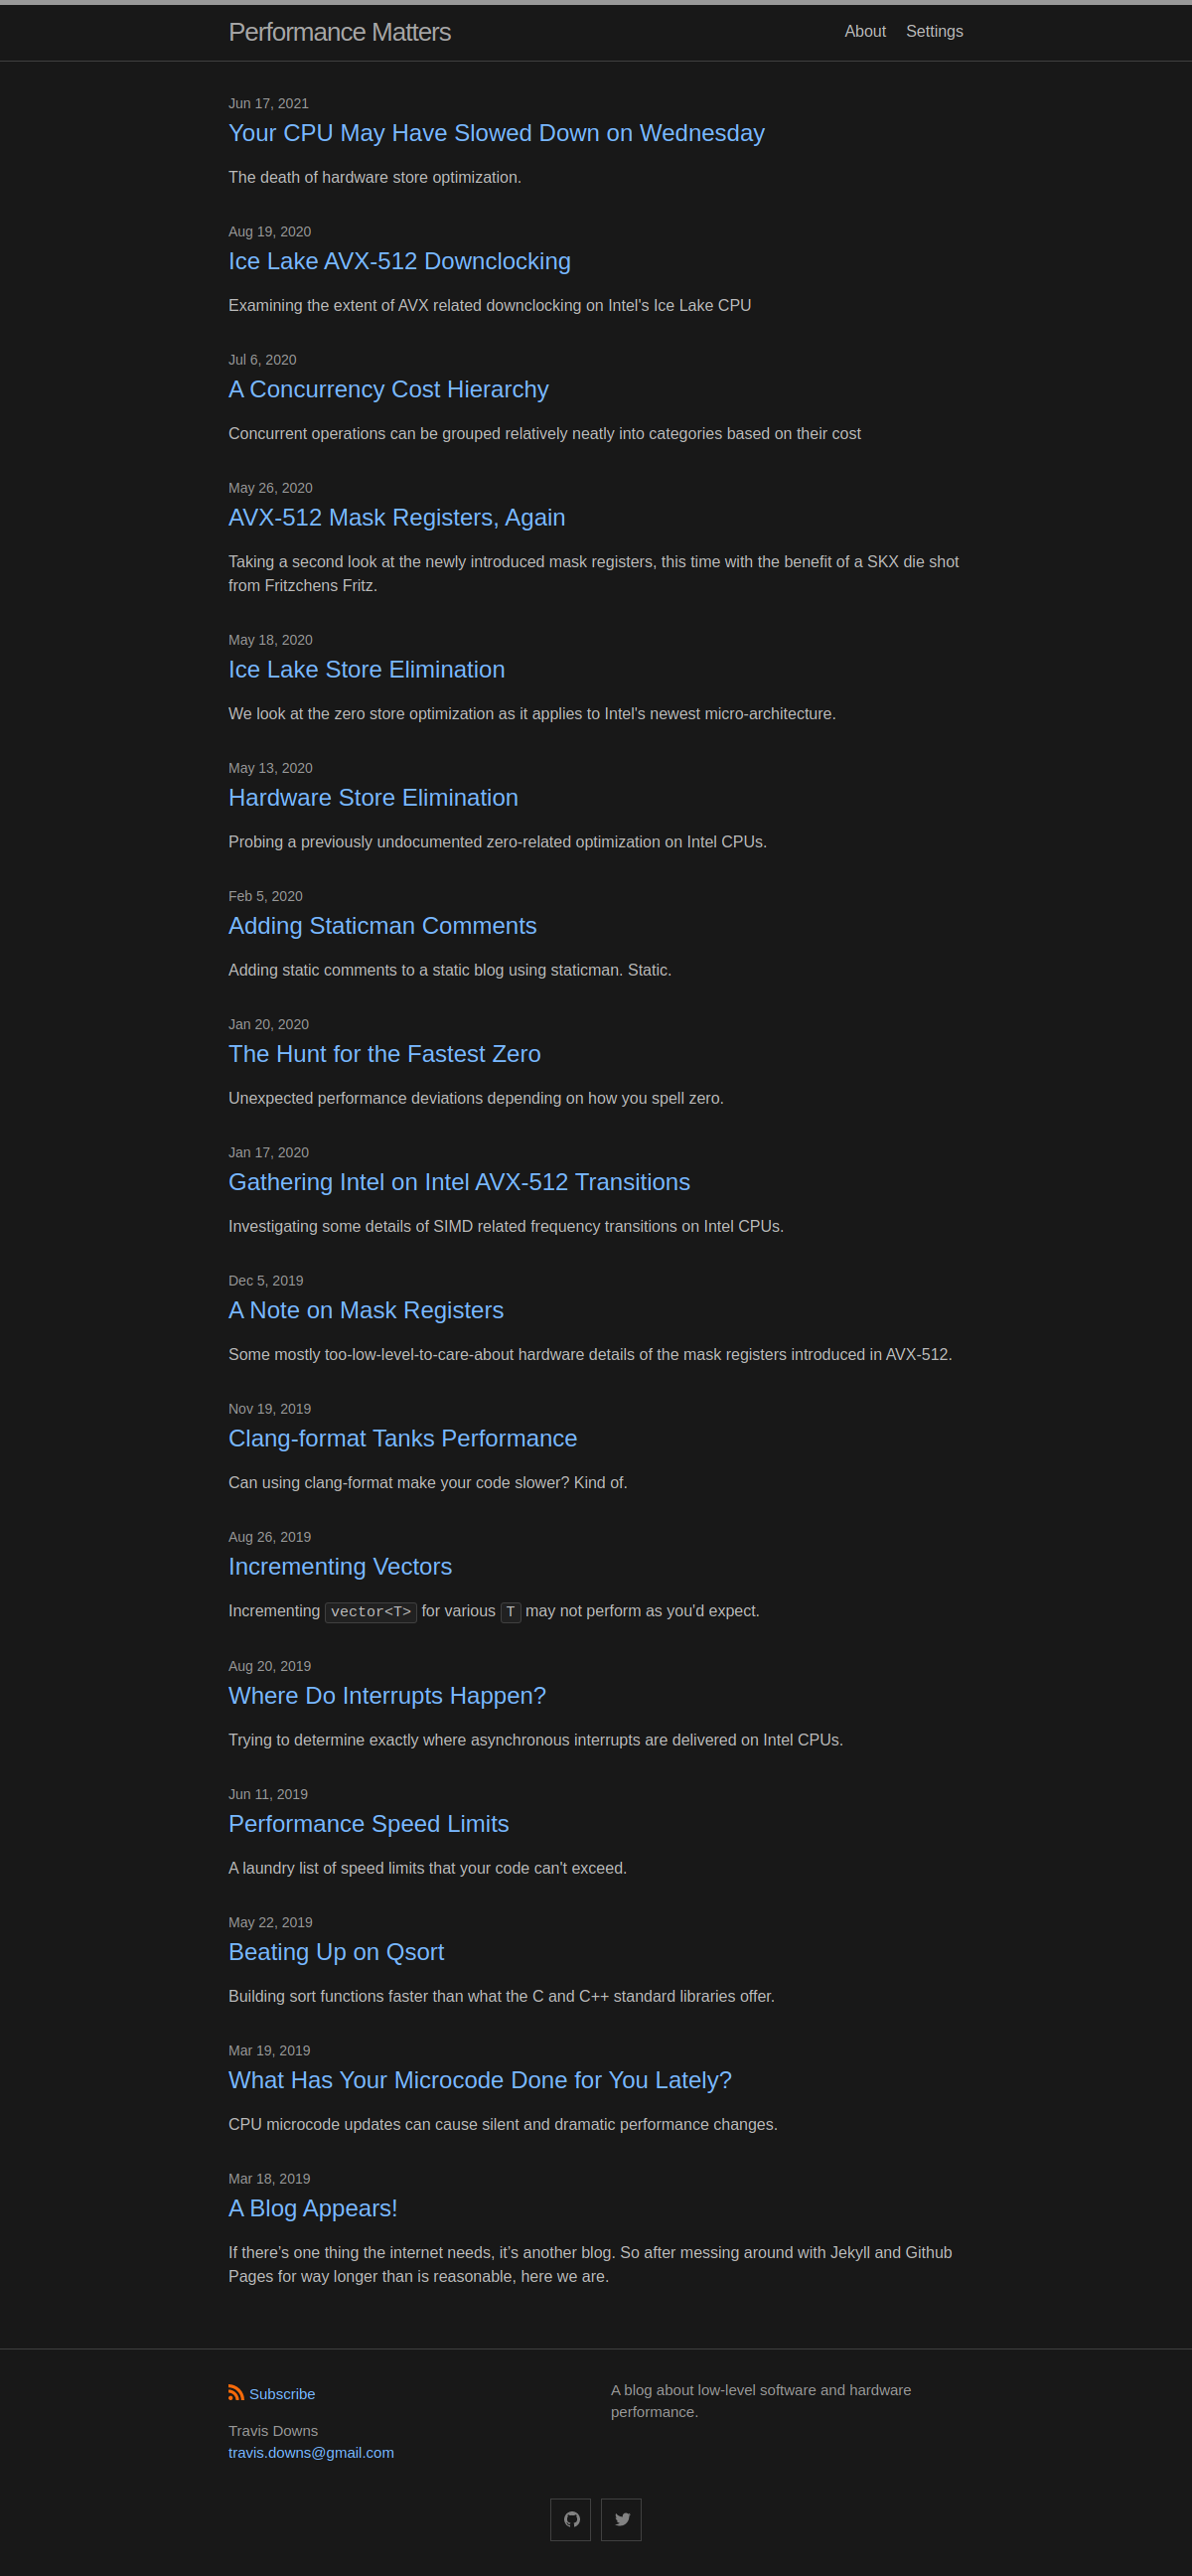 Performance Matters
About Settings
Jun 17, 2021
Your CPU May Have Slowed Down on Wednesday
The death of hardware store optimization.
Aug 19, 2020
Ice Lake AVX-512 Downclocking
Examining the extent of AVX related downclocking on Intel's Ice Lake CPU
Jul 6, 2020
A Concurrency Cost Hierarchy
Concurrent operations can be grouped relatively neatly into categories based on their cost
May 26, 2020
AVX-512 Mask Registers, Again
Taking a second look at the newly introduced mask registers, this time with the benefit of a SKX die shot
from Fritzchens Fritz.
May 18, 2020
Ice Lake Store Elimination
We look at the zero store optimization as it applies to Intel's newest micro-architecture.
May 13, 2020
Hardware Store Elimination
Probing a previously undocumented zero-related optimization on Intel CPUs.
Feb 5, 2020
Adding Staticman Comments
Adding static comments to a static blog using staticman. Static.
Jan 20, 2020
The Hunt for the Fastest Zero
Unexpected performance deviations depending on how you spell zero.
Jan 17, 2020
Gathering Intel on Intel AVX-512 Transitions
Investigating some details of SIMD related frequency transitions on Intel CPUs.
Dec 5, 2019
A Note on Mask Registers
Some mostly too-low-level-to-care-about hardware details of the mask registers introduced in AVX-512.
Nov 19, 2019
Clang-format Tanks Performance
Can using clang-format make your code slower? Kind of.
Aug 26, 2019
Incrementing Vectors
Incrementing vector<T> for various T may not perform as you'd expect.
Aug 20, 2019
Where Do Interrupts Happen?
Trying to determine exactly where asynchronous interrupts are delivered on Intel CPUs.
Jun 11, 2019
Performance Speed Limits
A laundry list of speed limits that your code can't exceed.
May 22, 2019
Beating Up on Qsort
Building sort functions faster than what the C and C++ standard libraries offer.
Mar 19, 2019
What Has Your Microcode Done for You Lately?
CPU microcode updates can cause silent and dramatic performance changes.
Mar 18, 2019
A Blog Appears!
If there's one thing the internet needs, it’s another blog. So after messing around with Jekyll and Github
Pages for way longer than is reasonable, here we are.
Subscribe
Travis Downs
travis.downs@gmail.com
A blog about low-level software and hardware
performance.